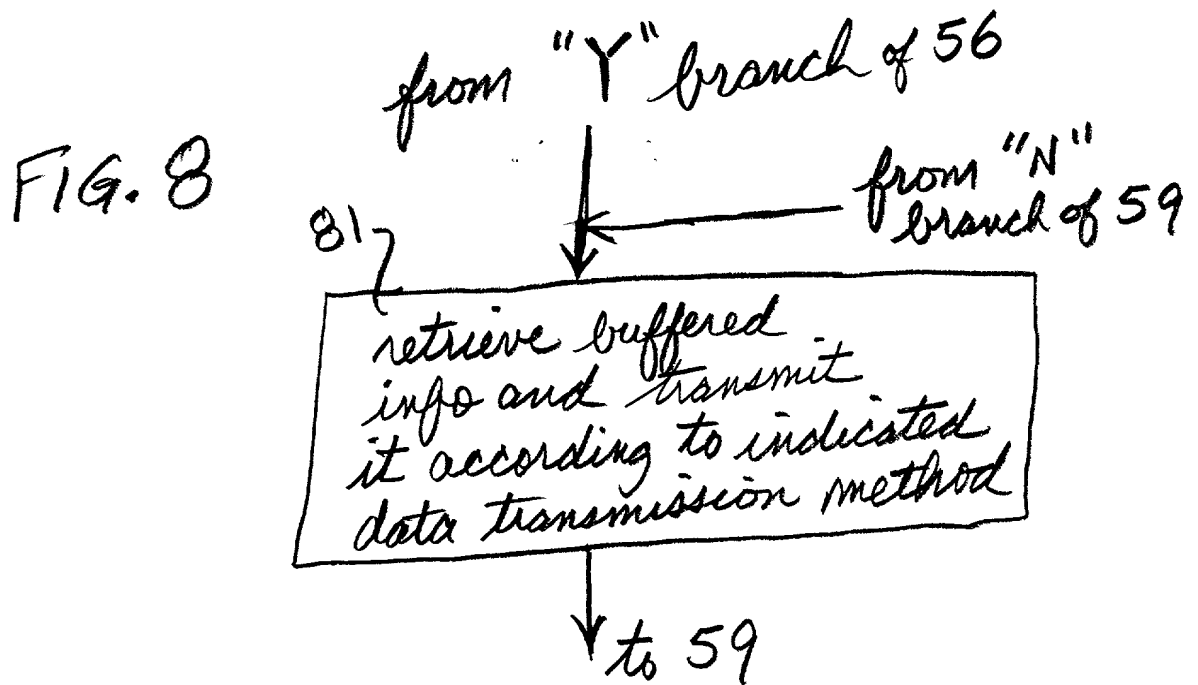 from "Y" branch of 56
FIG. 8
from "N"
branch of 59
81
retrieve buffered
info and transmit
it according to indicated
data transmission method
to 59